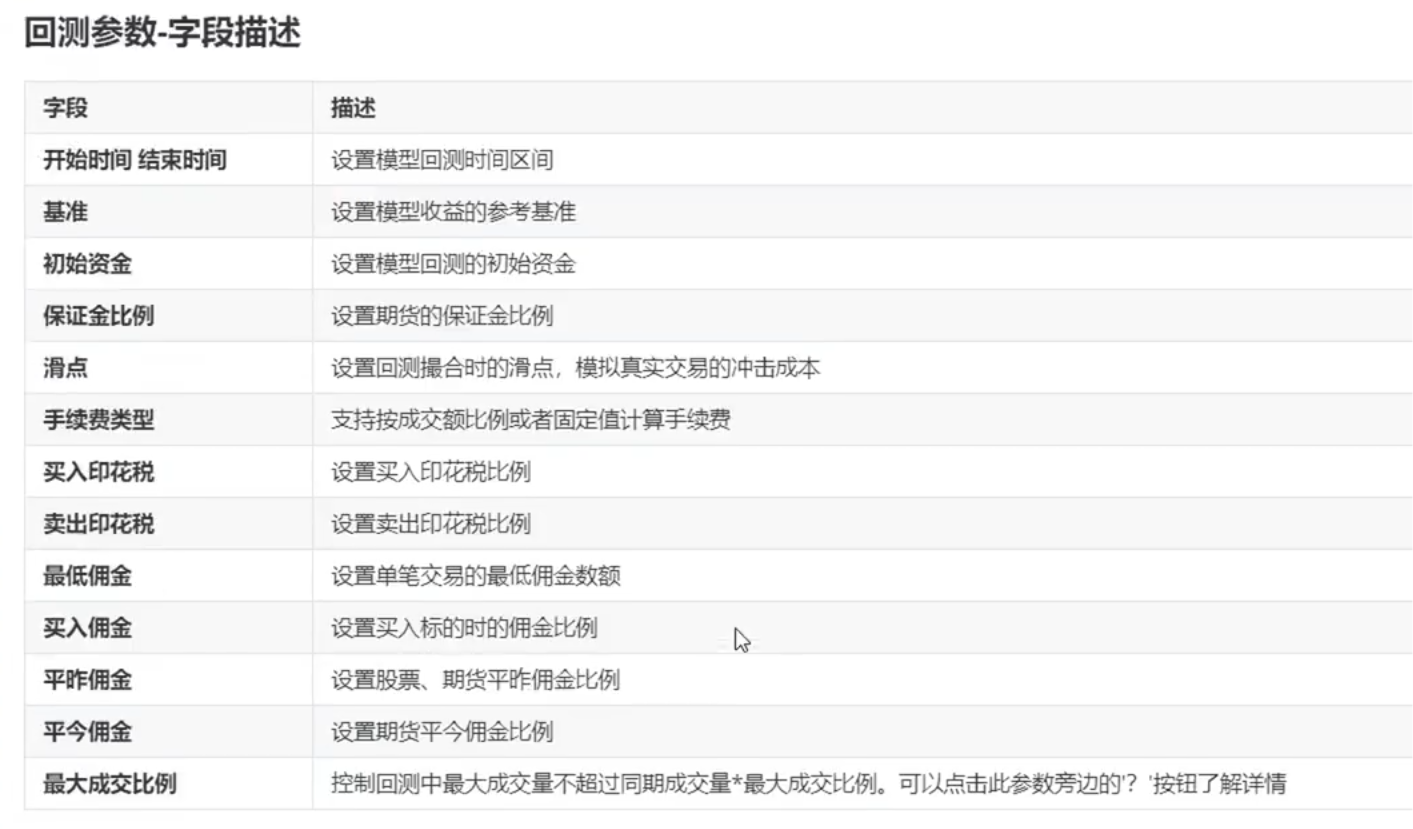 回测参数-字段描述
字段 描述
开始时间 结束时间 设置模型回测时间区间
基准 设置模型收益的参考基准
初始资金 设置模型回测的初始资金
保证金比例 设置期货的保证金比例
滑点 设置回测撮合时的滑点，模拟真实交易的冲击成本
手续费类型 支持按成交额比例或者固定值计算手续费
买入印花税 设置买入印花税比例
卖出印花税 设置卖出印花税比例
最低佣金 设置单笔交易的最低佣金数额
买入佣金 设置买入标的时的佣金比例
平昨佣金 设置股票、期货平昨佣金比例
平今佣金 设置期货平今佣金比例
最大成交比例 控制回测中最大成交量不超过同期成交量*最大成交比例。可以点击此参数旁边的'？'按钮了解详情